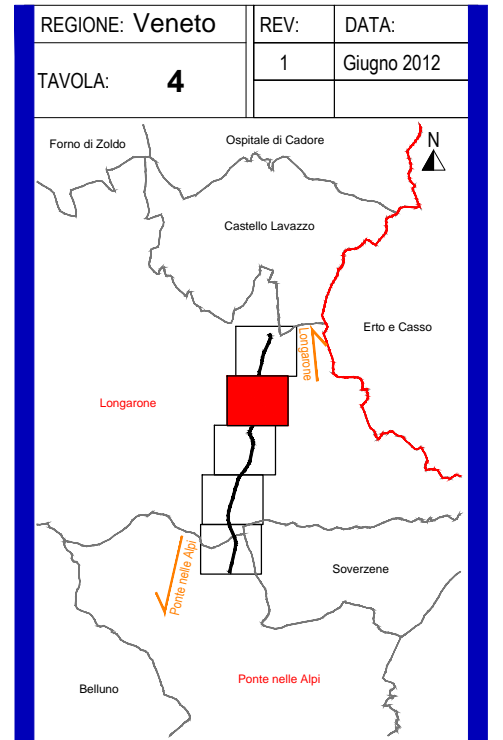 REGIONE: Veneto
REV:
DATA:
TAVOLA: 4
1
Giugno 2012
Forno di Zoldo
Ospitale di Cadore
N
Castello Lavazzo
Erto e Casso
Longarone
Longarone
Ponte nelle Alpi
Soverzene
Belluno
Ponte nelle Alpi